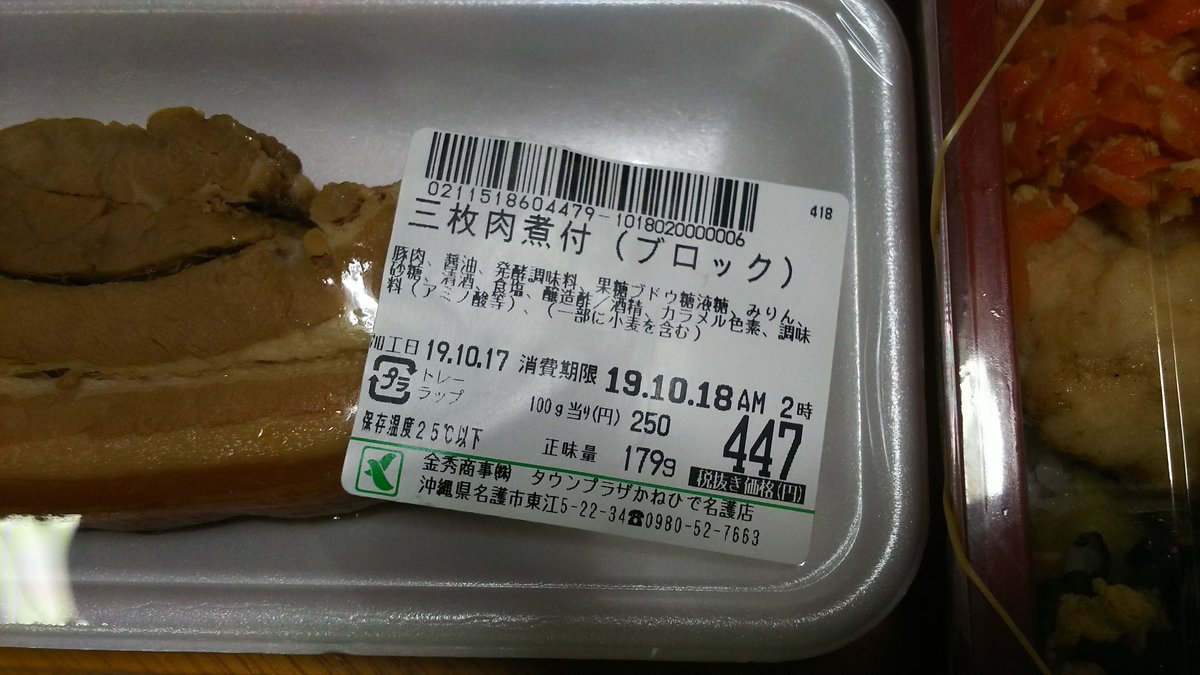 0211518604479-1018020000006
418
三枚肉煮付(ブロック)
豚肉、醤油、発酵調味料、果糖ブドウ糖液糖、みりん、
砂糖、清酒、食塩、醸造酢/酒精、カラメル色素、調味
料(アミノ酸等)、(一部に小麦を含む)
加工日 19.10.17 消費期限 19.10.18 AM 2時
プラ トレー
ラップ
100g当り(円) 250
447
保存温度25℃以下 正味量 179g 税抜き価格(円)
金秀商事㈱ タウンプラザかねひで名護店
沖縄県名護市東江5-22-34☎0980-52-7663